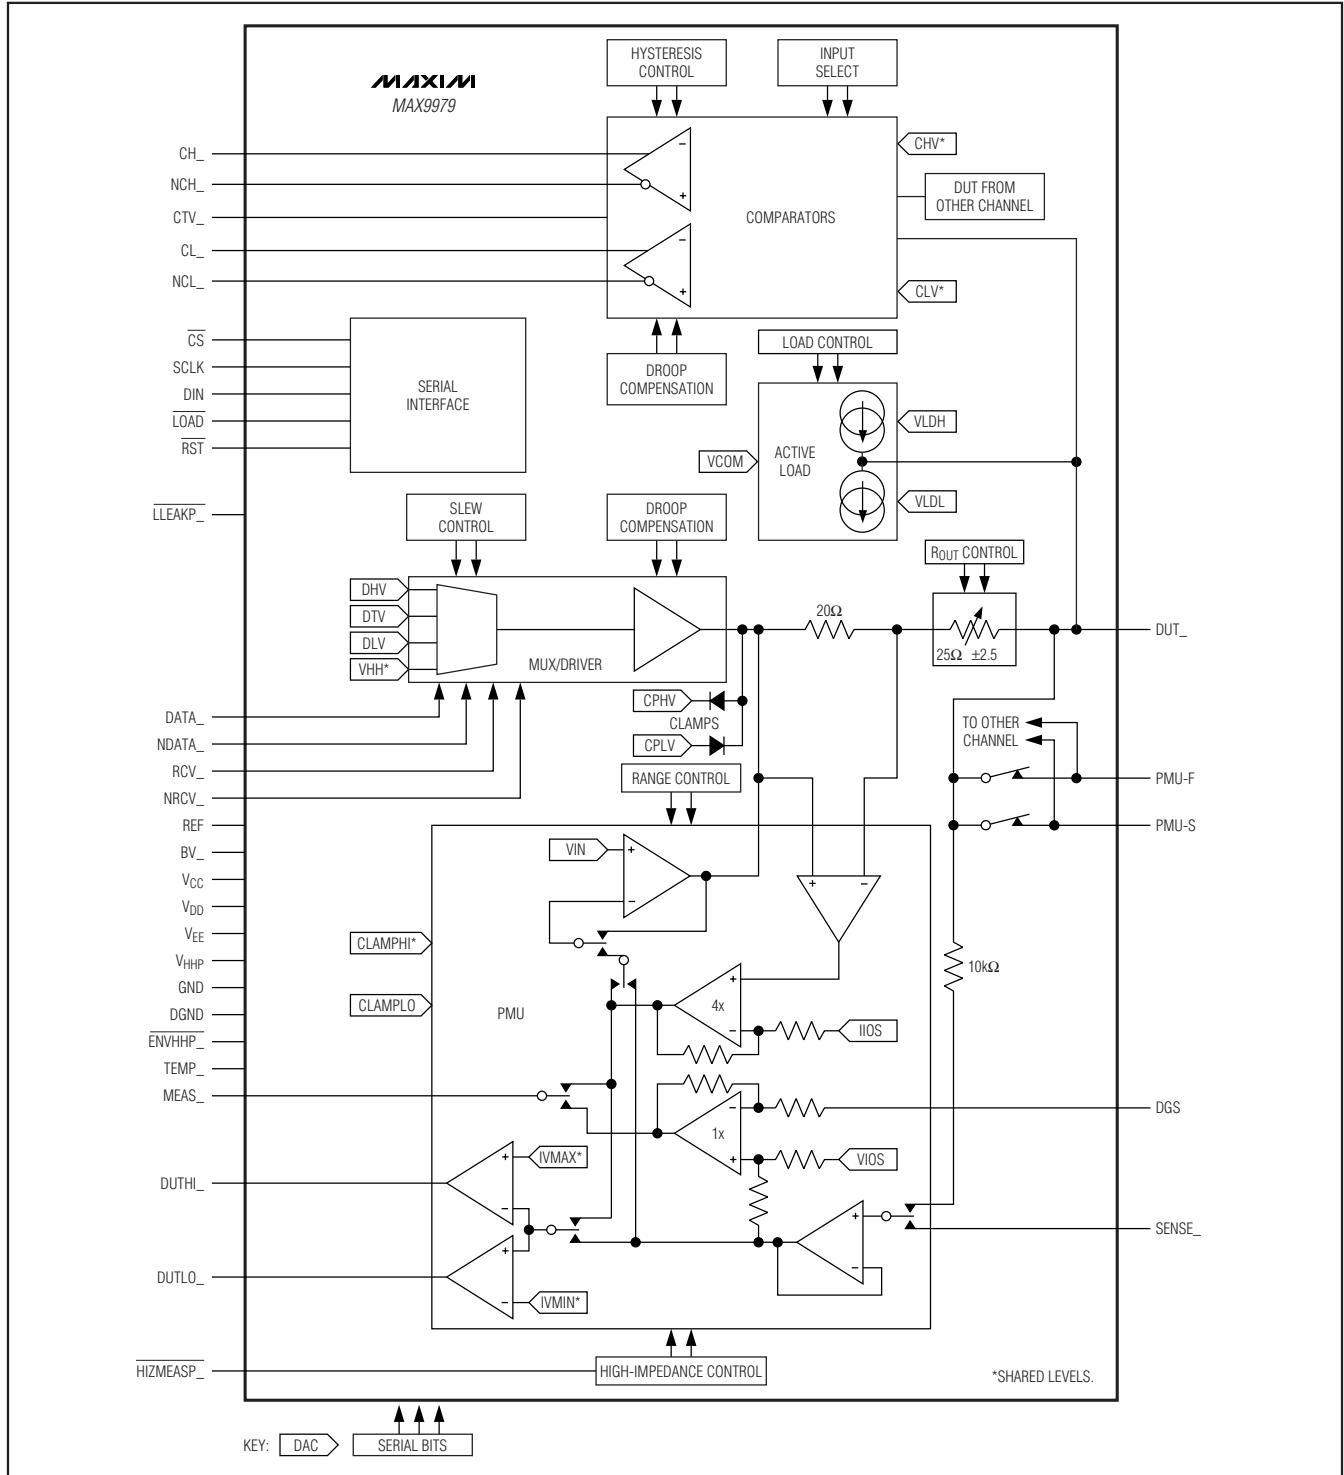 HYSTERESIS
CONTROL
INPUT
SELECT
MAXIM
MAX9979
CH_
NCH_
CTV_
CL_
NCL_
−
+
−
+
COMPARATORS
CHV*
DUT FROM
OTHER CHANNEL
CLV*
CS
SCLK
DIN
LOAD
RST
SERIAL
INTERFACE
DROOP
COMPENSATION
LOAD CONTROL
VCOM
ACTIVE
LOAD
VLDH
VLDL
LLEAKP_
SLEW
CONTROL
DROOP
COMPENSATION
ROUT CONTROL
DHV
DTV
DLV
VHH*
MUX/DRIVER
20Ω
25Ω ±2.5
DUT_
CPHV
CLAMPS
CPLV
TO OTHER
CHANNEL
DATA_
NDATA_
RCV_
NRCV_
RANGE CONTROL
PMU-F
PMU-S
REF
BV_
VCC
VDD
VEE
VHHP
GND
DGND
ENVHHP_
TEMP_
MEAS_
VIN
+
−
+
−
CLAMPHI*
CLAMPLO
PMU
10kΩ
+
4x
−
IIOS
−
1x
+
DGS
VIOS
DUTHI_
+
IVMAX*
−
+
−
SENSE_
DUTLO_
+
−
IVMIN*
HIZMEASP_
HIGH-IMPEDANCE CONTROL
*SHARED LEVELS.
KEY:
DAC
SERIAL BITS